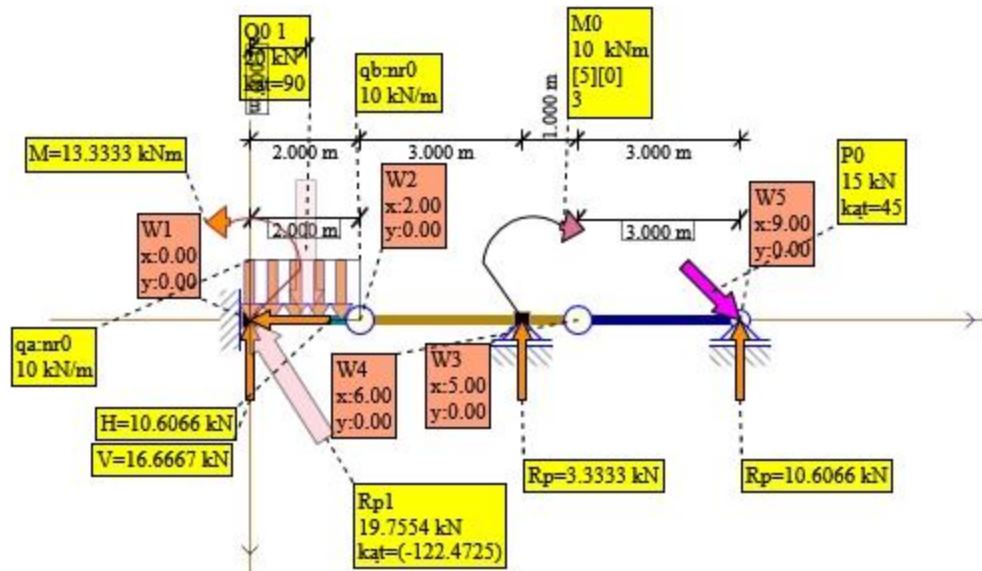 Q0 1
20 kN
kąt=90
qb:nr0
10 kN/m
M0
10 kNm
[5][0]
3
1.000 m
2.000 m
3.000 m
3.000 m
M=13.3333 kNm
P0
15 kN
kąt=45
W1
x:0.00
y:0.00
2.000 m
W2
x:2.00
y:0.00
3.000 m
W5
x:9.00
y:0.00
qa:nr0
10 kN/m
W4
x:6.00
y:0.00
W3
x:5.00
y:0.00
H=10.6066 kN
V=16.6667 kN
Rp1
19.7554 kN
kąt=(-122.4725)
Rp=3.3333 kN
Rp=10.6066 kN